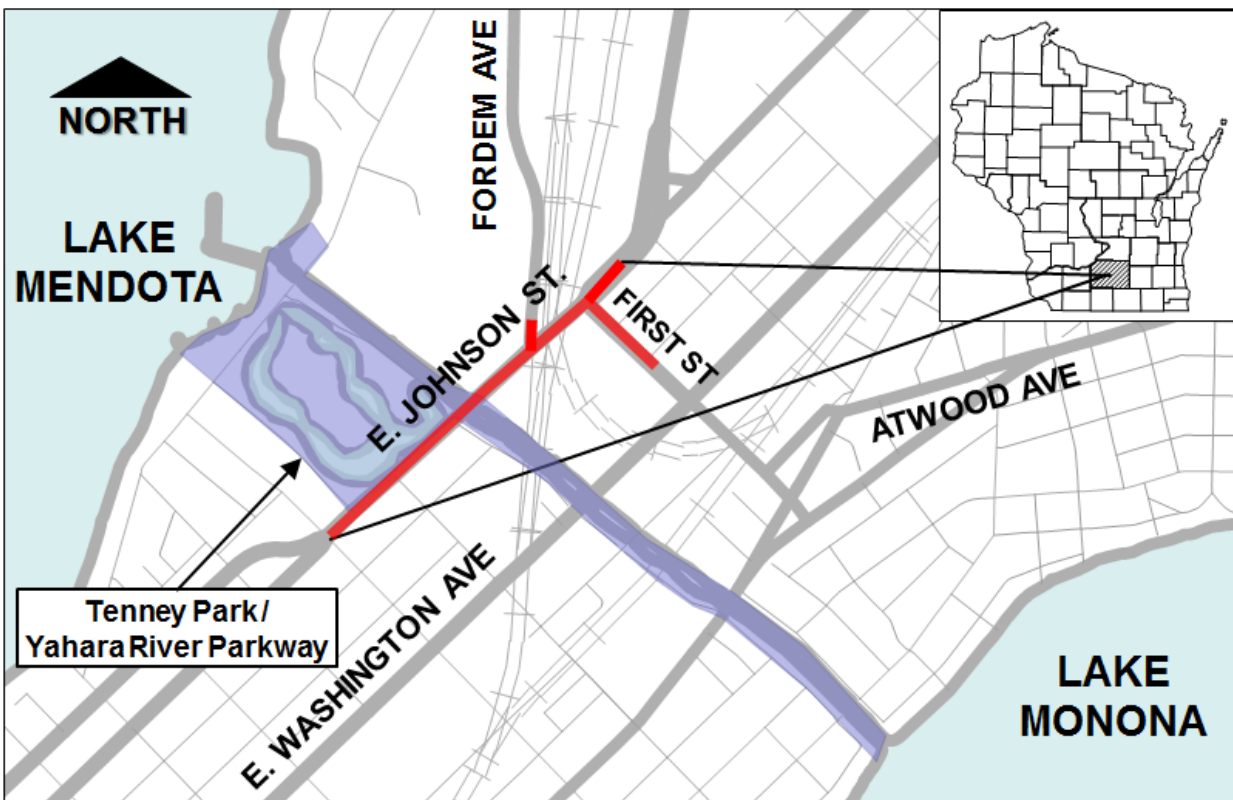 NORTH
LAKE
MENDOTA
FORDEM AVE
E. JOHNSON ST.
FIRST ST
ATWOOD AVE
E. WASHINGTON AVE
Tenney Park /
Yahara River Parkway
LAKE
MONONA